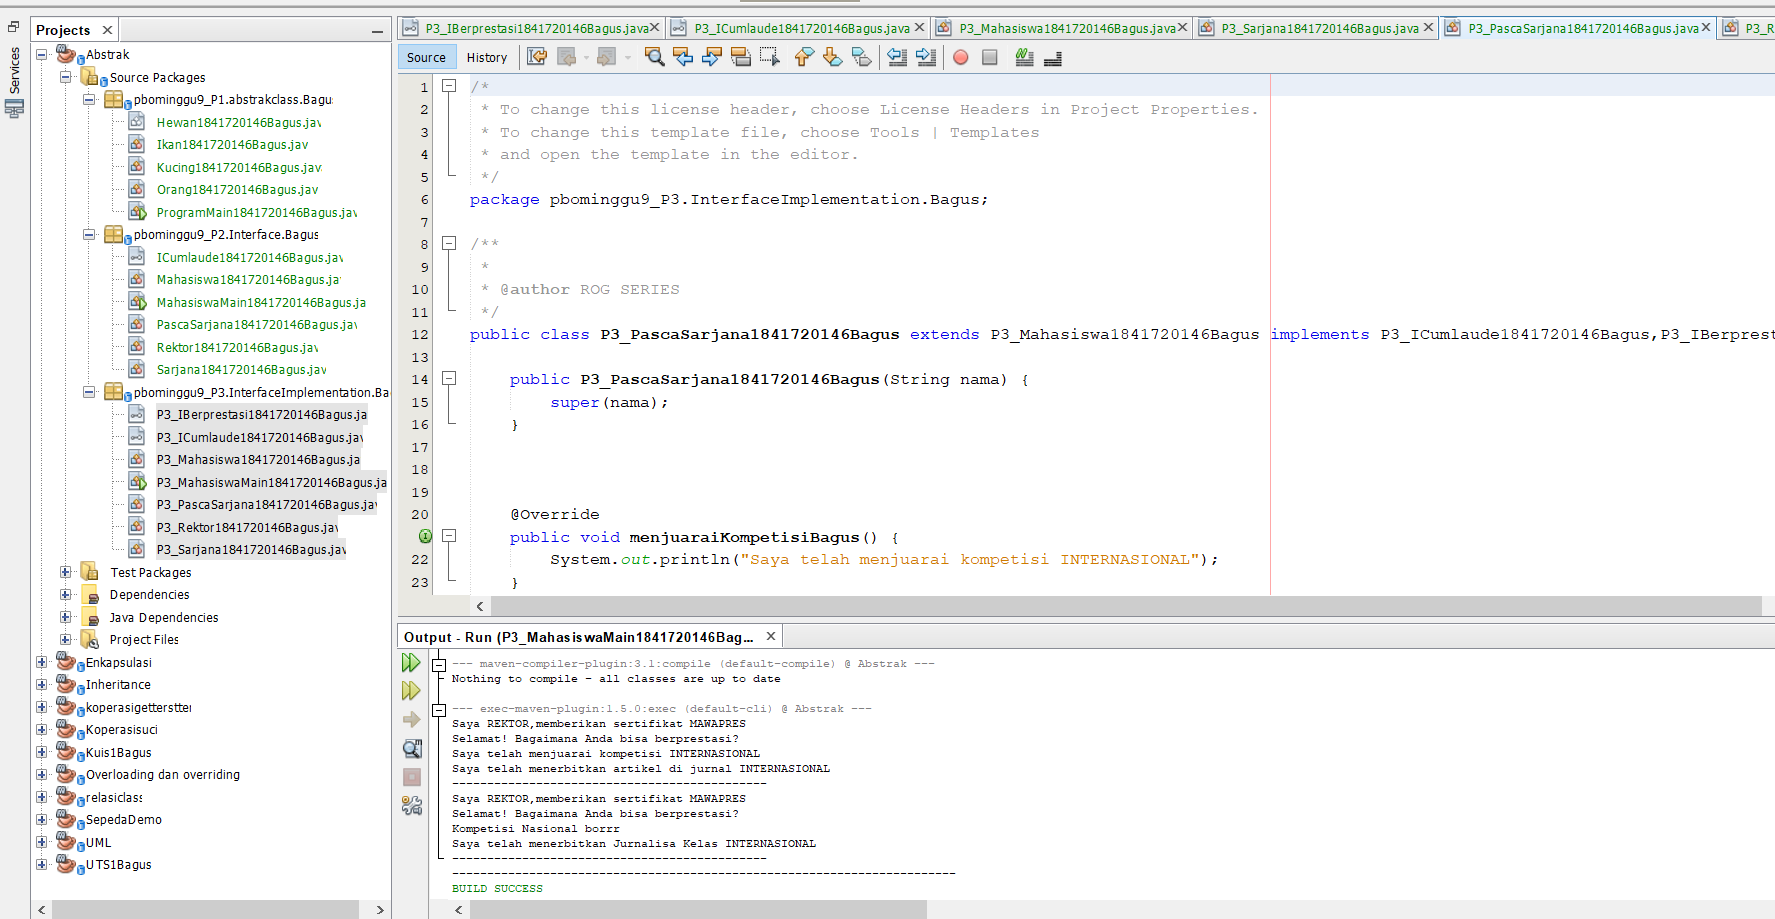 Services
Projects
Abstrak
Source Packages
pbominggu9_P1.abstrakclass.Bagu
Hewan1841720146Bagus.jav
Ikan1841720146Bagus.jav
Kucing1841720146Bagus.jav
Orang1841720146Bagus.jav
ProgramMain1841720146Bagus.jav
pbominggu9_P2.Interface.Bagus
ICumlaude1841720146Bagus.jav
Mahasiswa1841720146Bagus.ja
MahasiswaMain1841720146Bagus.ja
PascaSarjana1841720146Bagus.jav
Rektor1841720146Bagus.jav
Sarjana1841720146Bagus.jav
pbominggu9_P3.InterfaceImplementation.Ba
P3_IBerprestasi1841720146Bagus.ja
P3_ICumlaude1841720146Bagus.jav
P3_Mahasiswa1841720146Bagus.ja
P3_MahasiswaMain1841720146Bagus.ja
P3_PascaSarjana1841720146Bagus.jav
P3_Rektor1841720146Bagus.jav
P3_Sarjana1841720146Bagus.jav
Test Packages
Dependencies
Java Dependencies
Project Files
Enkapsulasi
Inheritance
koperasigetterstter
Koperasisuci
Kuis1Bagus
Overloading dan overriding
relasiclass
SepedaDemo
UML
UTS1Bagus
P3_IBerprestasi1841720146Bagus.java P3_ICumlaude1841720146Bagus.java P3_Mahasiswa1841720146Bagus.java P3_Sarjana1841720146Bagus.java P3_PascaSarjana1841720146Bagus.java P3_R
Source History
1 /*
2 * To change this license header, choose License Headers in Project Properties.
3 * To change this template file, choose Tools | Templates
4 * and open the template in the editor.
5 */
6 package pbominggu9_P3.InterfaceImplementation.Bagus;
7
8 /**
9 *
10 * @author ROG SERIES
11 */
12 public class P3_PascaSarjana1841720146Bagus extends P3_Mahasiswa1841720146Bagus implements P3_ICumlaude1841720146Bagus,P3_IBerprest
13
14 public P3_PascaSarjana1841720146Bagus(String nama) {
15 super(nama);
16 }
17
18
19
20 @Override
public void menjuaraiKompetisiBagus() {
22 System.out.println("Saya telah menjuarai kompetisi INTERNASIONAL");
23 }
Output - Run (P3_MahasiswaMain1841720146Bag...
--- maven-compiler-plugin:3.1:compile (default-compile) @ Abstrak ---
Nothing to compile - all classes are up to date
--- exec-maven-plugin:1.5.0:exec (default-cli) @ Abstrak ---
Saya REKTOR,memberikan sertifikat MAWAPRES
Selamat! Bagaimana Anda bisa berprestasi?
Saya telah menjuarai kompetisi INTERNASIONAL
Saya telah menerbitkan artikel di jurnal INTERNASIONAL
---------------------------------------------
Saya REKTOR,memberikan sertifikat MAWAPRES
Selamat! Bagaimana Anda bisa berprestasi?
Kompetisi Nasional borrr
Saya telah menerbitkan Jurnalisa Kelas INTERNASIONAL
---------------------------------------------
------------------------------------------------------------------------
BUILD SUCCESS